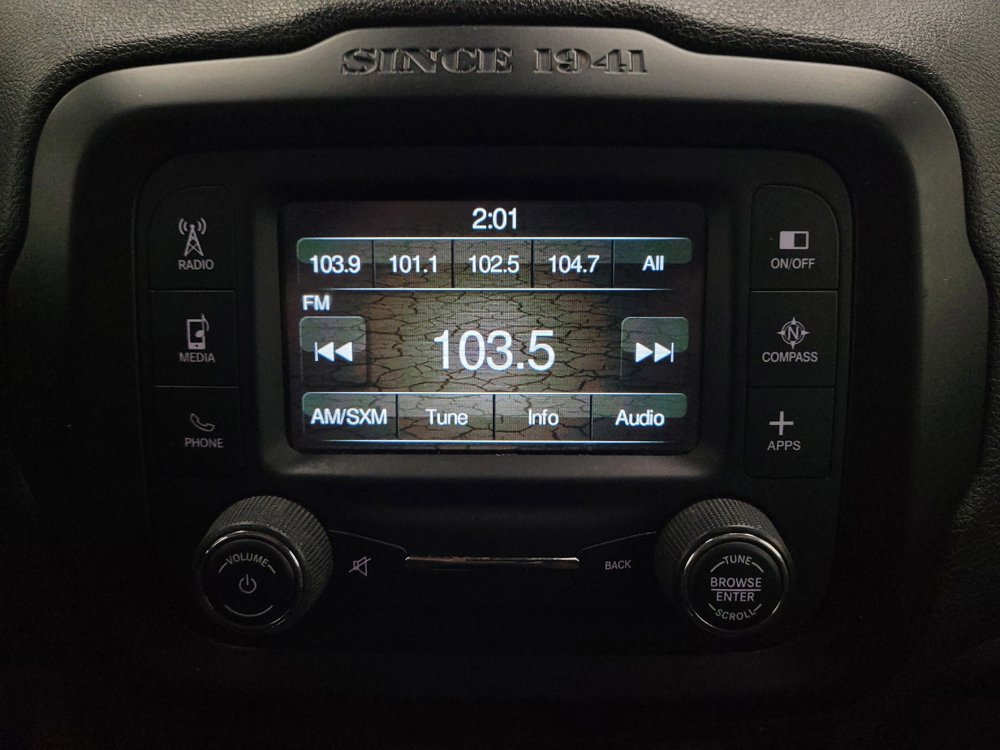 SINCE 1941
2:01
103.9 101.1 102.5 104.7 All
FM
103.5
AM/SXM Tune Info Audio
RADIO
MEDIA
PHONE
ON/OFF
N
COMPASS
APPS
VOLUME
BACK
TUNE
BROWSE
ENTER
SCROLL